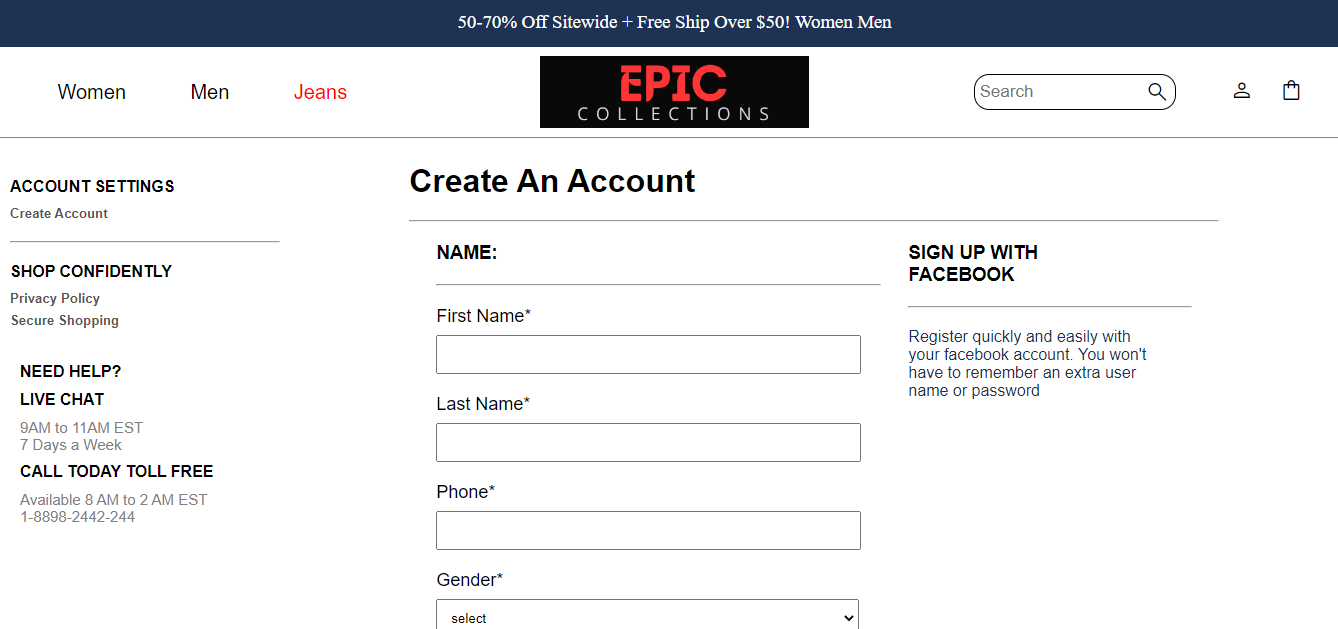 50-70% Off Sitewide + Free Ship Over $50! Women Men
Women Men Jeans
EPIC
COLLECTIONS
Search
ACCOUNT SETTINGS
Create Account
SHOP CONFIDENTLY
Privacy Policy
Secure Shopping
NEED HELP?
LIVE CHAT
9AM to 11AM EST
7 Days a Week
CALL TODAY TOLL FREE
Available 8 AM to 2 AM EST
1-8898-2442-244
Create An Account
NAME:
First Name*
Last Name*
Phone*
Gender*
select
SIGN UP WITH
FACEBOOK
Register quickly and easily with
your facebook account. You won't
have to remember an extra user
name or password